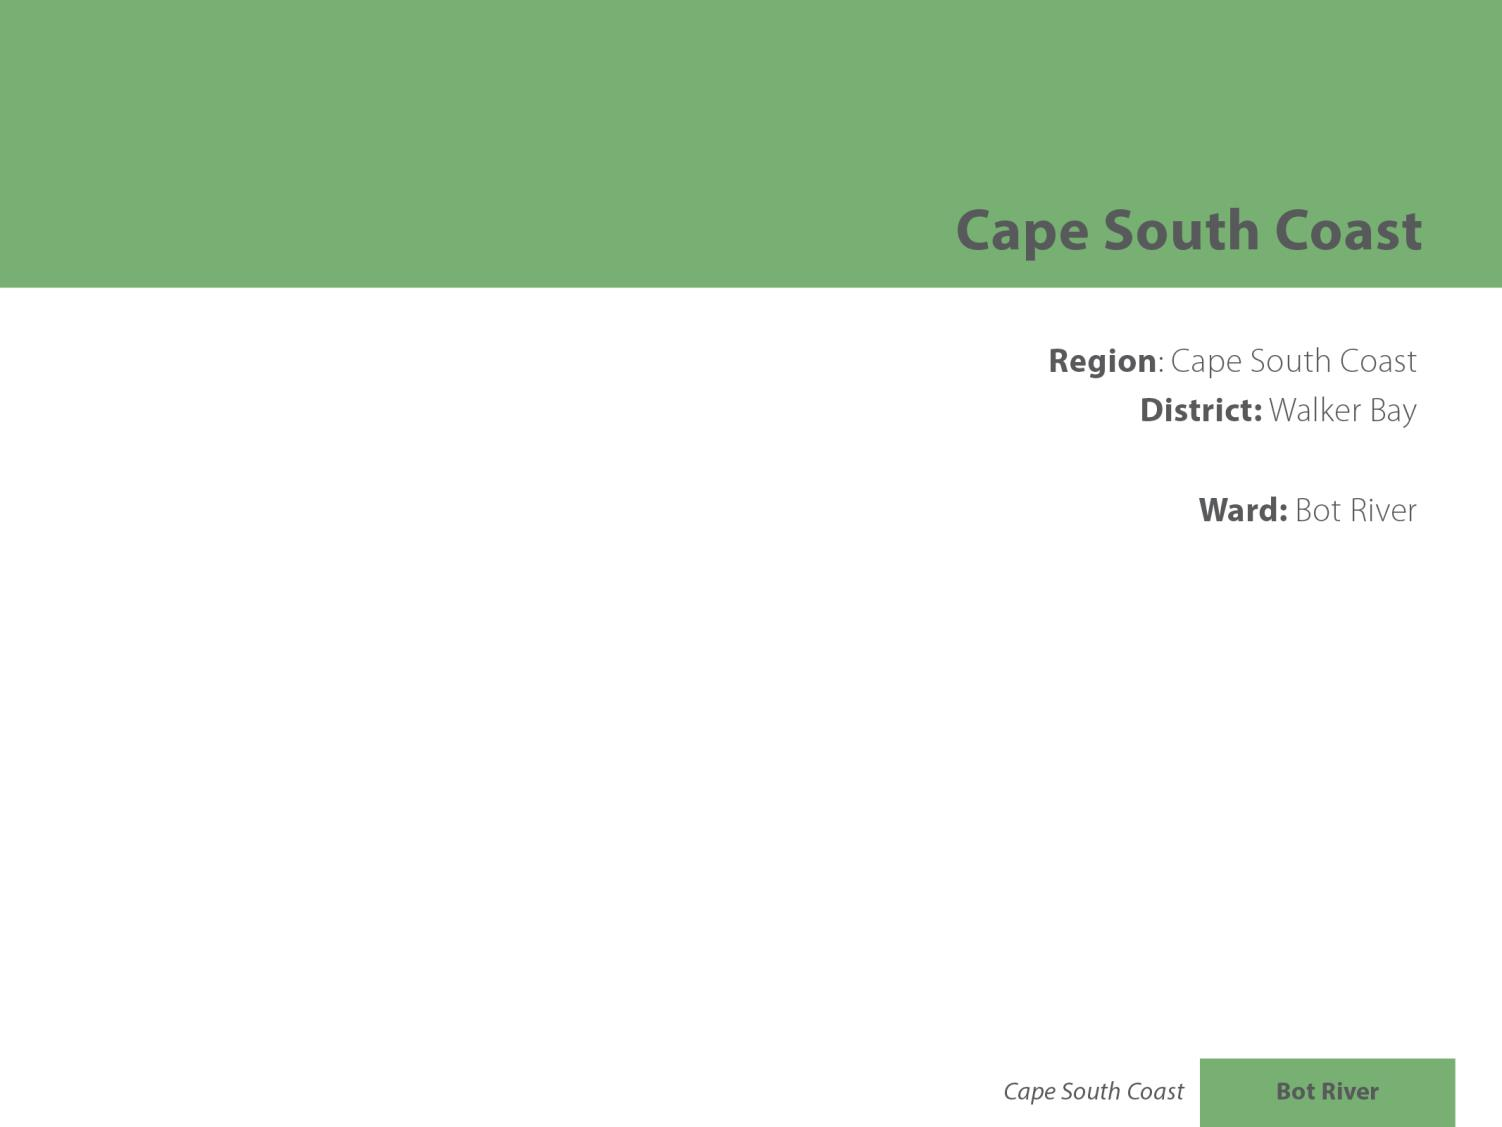 Cape South Coast
Region: Cape South Coast
District: Walker Bay
Ward: Bot River
Cape South Coast
Bot River